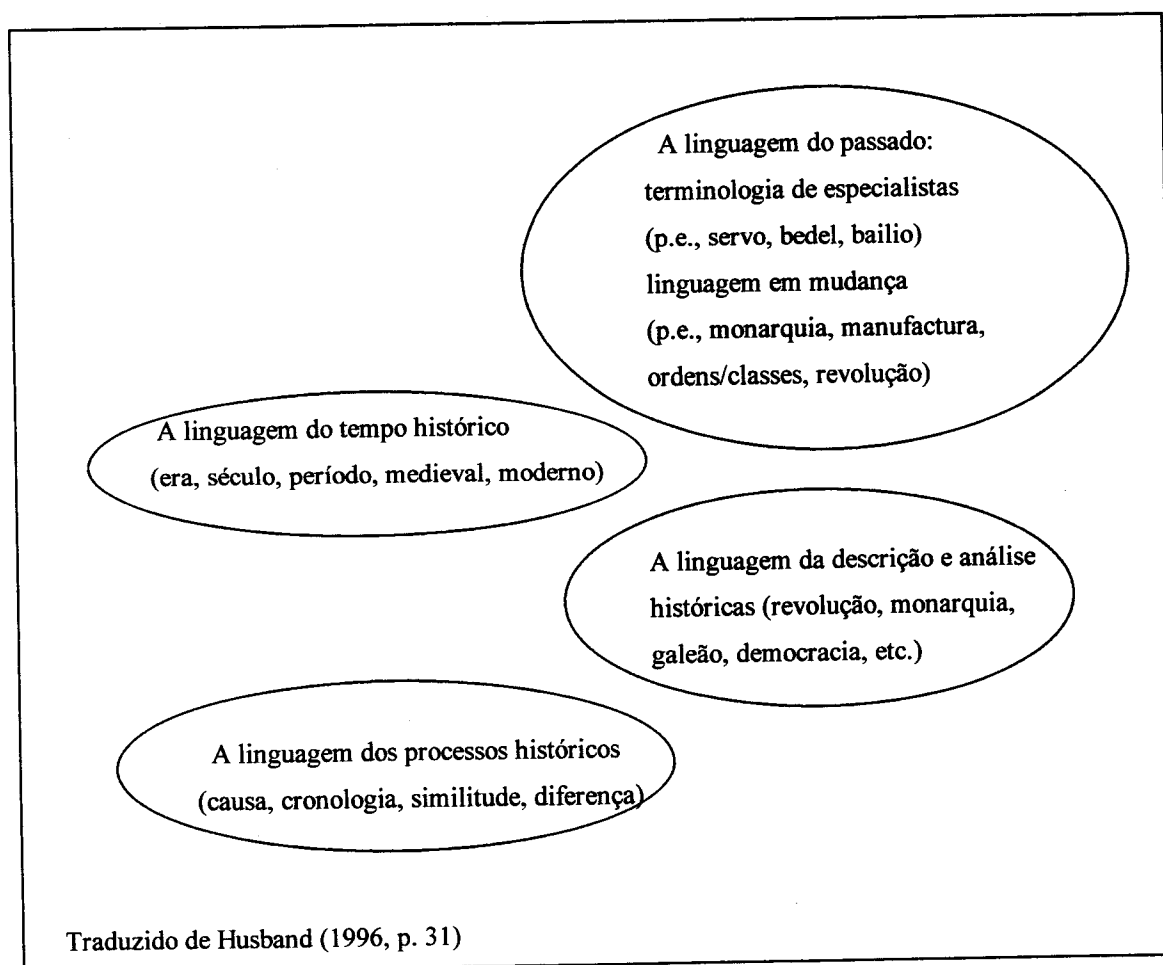 A linguagem do passado:
terminologia de especialistas
(p.e., servo, bedel, bailio)
linguagem em mudança
(p.e., monarquia, manufactura,
ordens/classes, revolução)
A linguagem do tempo histórico
(era, século, período, medieval, moderno)
A linguagem da descrição e análise
históricas (revolução, monarquia,
galeão, democracia, etc.)
A linguagem dos processos históricos
(causa, cronologia, similitude, diferença)
Traduzido de Husband (1996, p. 31)